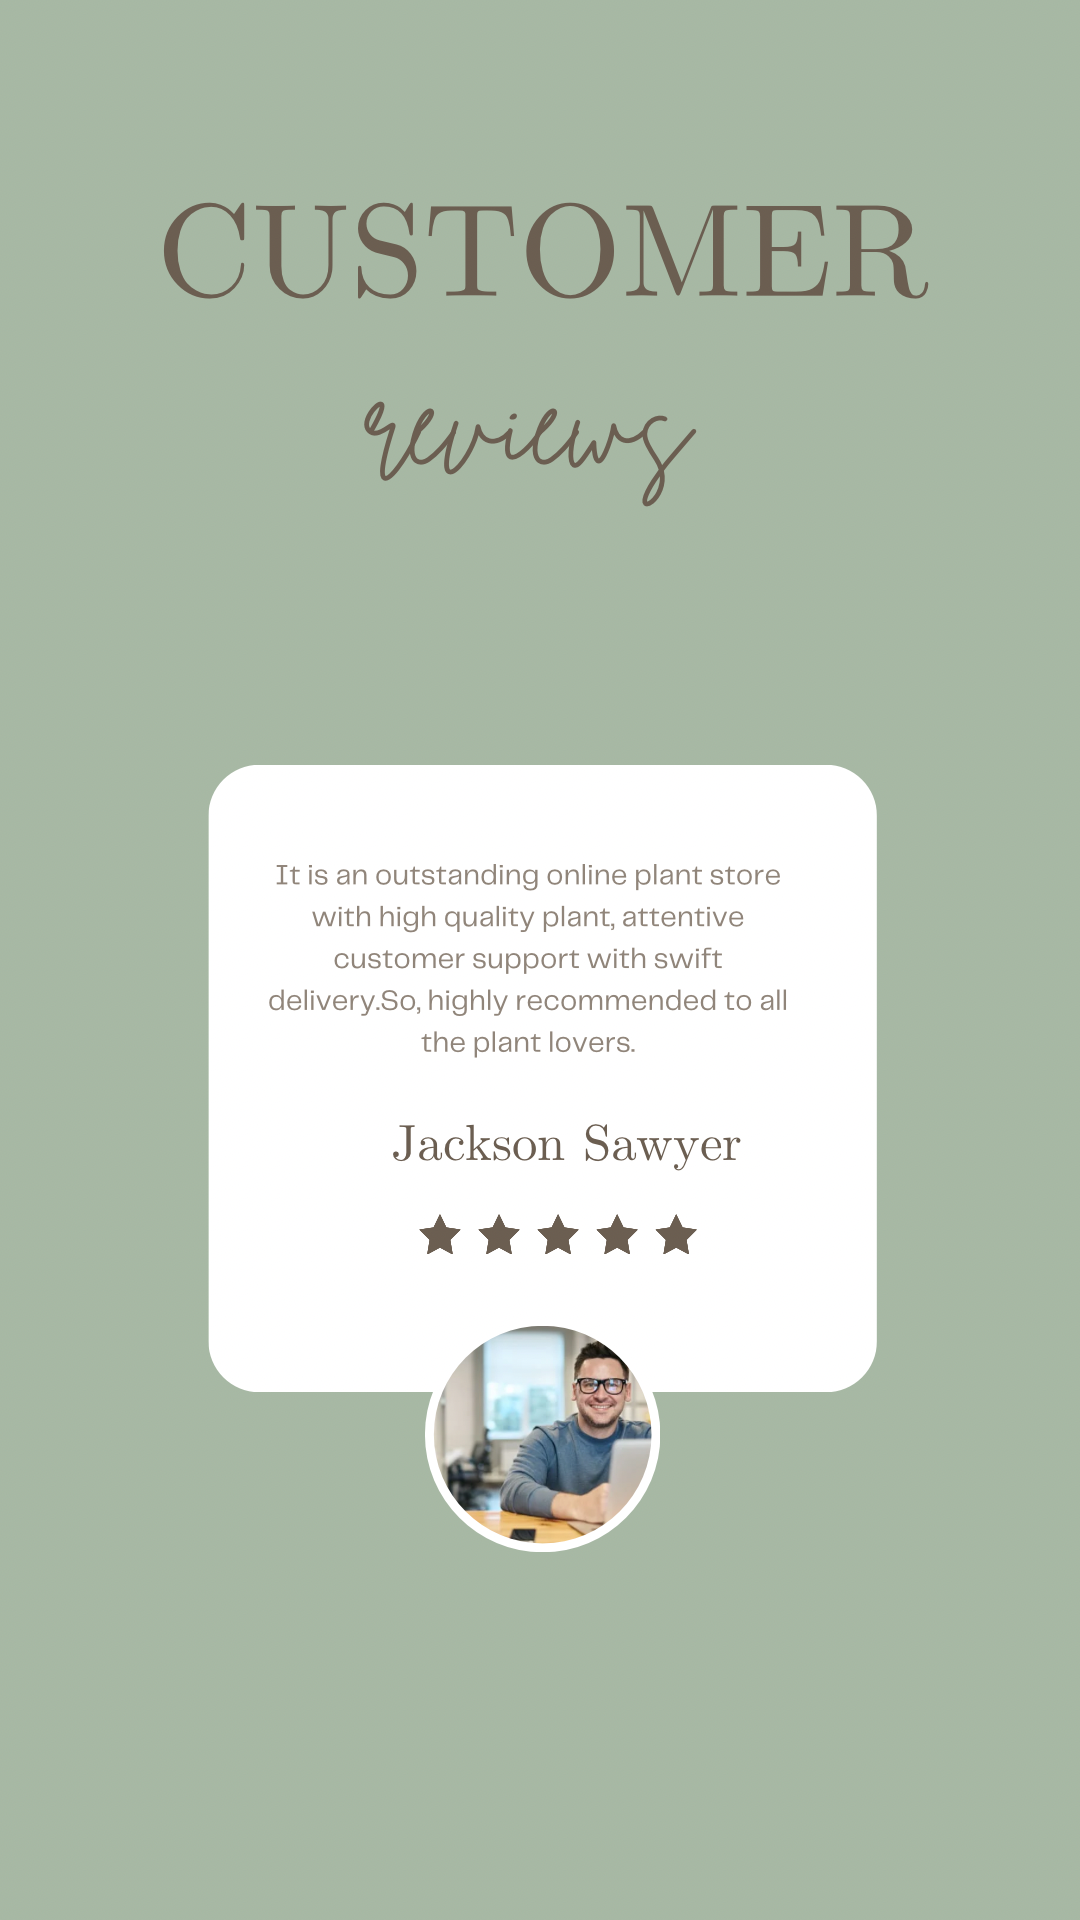 CUSTOMER
reviews
It is an outstanding online plant store
with high quality plant, attentive
customer support with swift
delivery.So, highly recommended to all
the plant lovers.
Jackson Sawyer